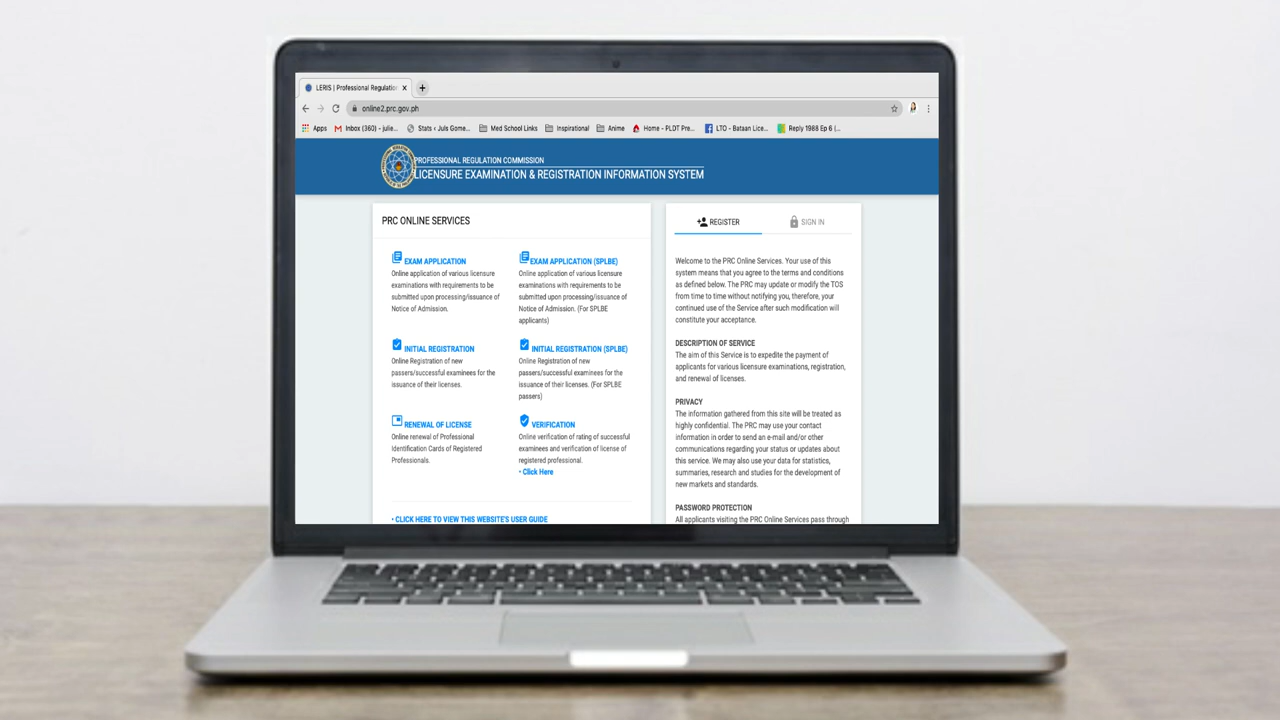 LERIS | Professional Regulatio
online2.prc.gov.ph
Apps Inbox (360) - julie... Stats ‹ Juls Gome... Med School Links Inspirational Anime Home - PLDT Pre... LTO - Bataan Lice... Reply 1988 Ep 6 (...
PROFESSIONAL REGULATION COMMISSION
LICENSURE EXAMINATION & REGISTRATION INFORMATION SYSTEM
PRC ONLINE SERVICES
EXAM APPLICATION
Online application of various licensure
examinations with requirements to be
submitted upon processing/issuance of
Notice of Admission.
EXAM APPLICATION (SPLBE)
Online application of various licensure
examinations with requirements to be
submitted upon processing/issuance of
Notice of Admission. (For SPLBE
applicants)
INITIAL REGISTRATION
Online Registration of new
passers/successful examinees for the
issuance of their licenses.
INITIAL REGISTRATION (SPLBE)
Online Registration of new
passers/successful examinees for the
issuance of their licenses. (For SPLBE
passers)
RENEWAL OF LICENSE
Online renewal of Professional
Identification Cards of Registered
Professionals.
VERIFICATION
Online verification of rating of successful
examinees and verification of license of
registered professional.
• Click Here
• CLICK HERE TO VIEW THIS WEBSITE'S USER GUIDE
REGISTER
SIGN IN
Welcome to the PRC Online Services. Your use of this
system means that you agree to the terms and conditions
as defined below. The PRC may update or modify the TOS
from time to time without notifying you, therefore, your
continued use of the Service after such modification will
constitute your acceptance.
DESCRIPTION OF SERVICE
The aim of this Service is to expedite the payment of
applicants for various licensure examinations, registration,
and renewal of licenses.
PRIVACY
The information gathered from this site will be treated as
highly confidential. The PRC may use your contact
information in order to send an e-mail and/or other
communications regarding your status or updates about
this service. We may also use your data for statistics,
summaries, research and studies for the development of
new markets and standards.
PASSWORD PROTECTION
All applicants visiting the PRC Online Services pass through